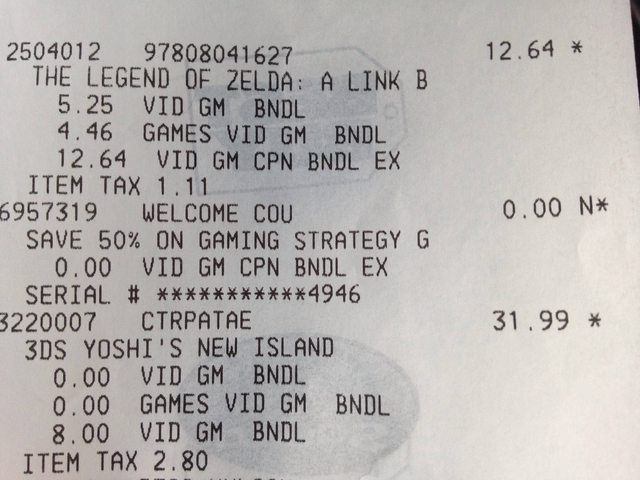 2504012 97808041627 12.64 *
THE LEGEND OF ZELDA: A LINK B
5.25 VID GM BNDL
4.46 GAMES VID GM BNDL
12.64 VID GM CPN BNDL EX
ITEM TAX 1.11
6957319 WELCOME COU 0.00 N*
SAVE 50% ON GAMING STRATEGY G
0.00 VID GM CPN BNDL EX
SERIAL # ***********4946
3220007 CTRPATAE 31.99 *
3DS YOSHI'S NEW ISLAND
0.00 VID GM BNDL
0.00 GAMES VID GM BNDL
8.00 VID GM BNDL
ITEM TAX 2.80